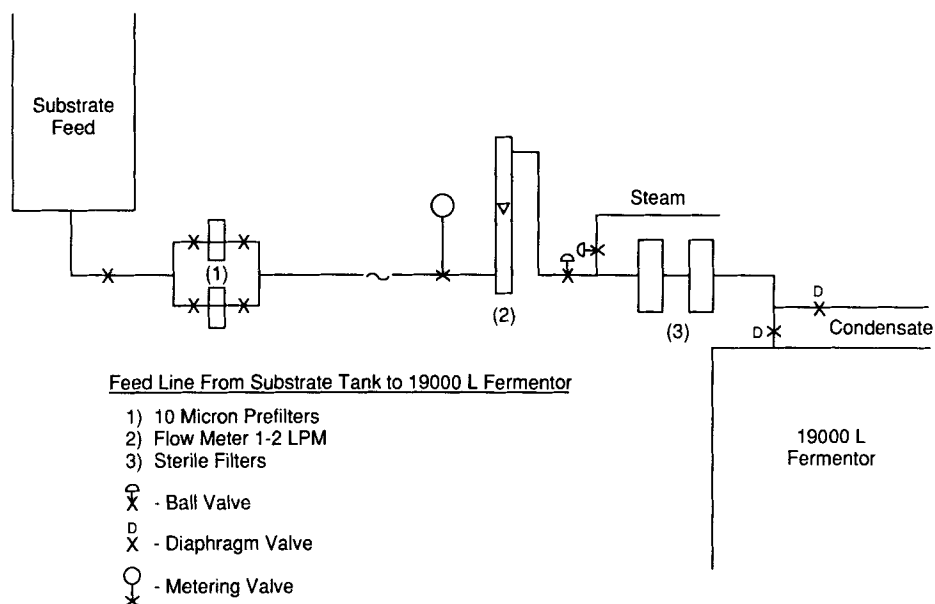 Substrate
Feed
Steam
(1)
(2)
(3)
D
Condensate
D
Feed Line From Substrate Tank to 19000 L Fermentor
1) 10 Micron Prefilters
2) Flow Meter 1-2 LPM
3) Sterile Filters
- Ball Valve
D
- Diaphragm Valve
- Metering Valve
19000 L
Fermentor